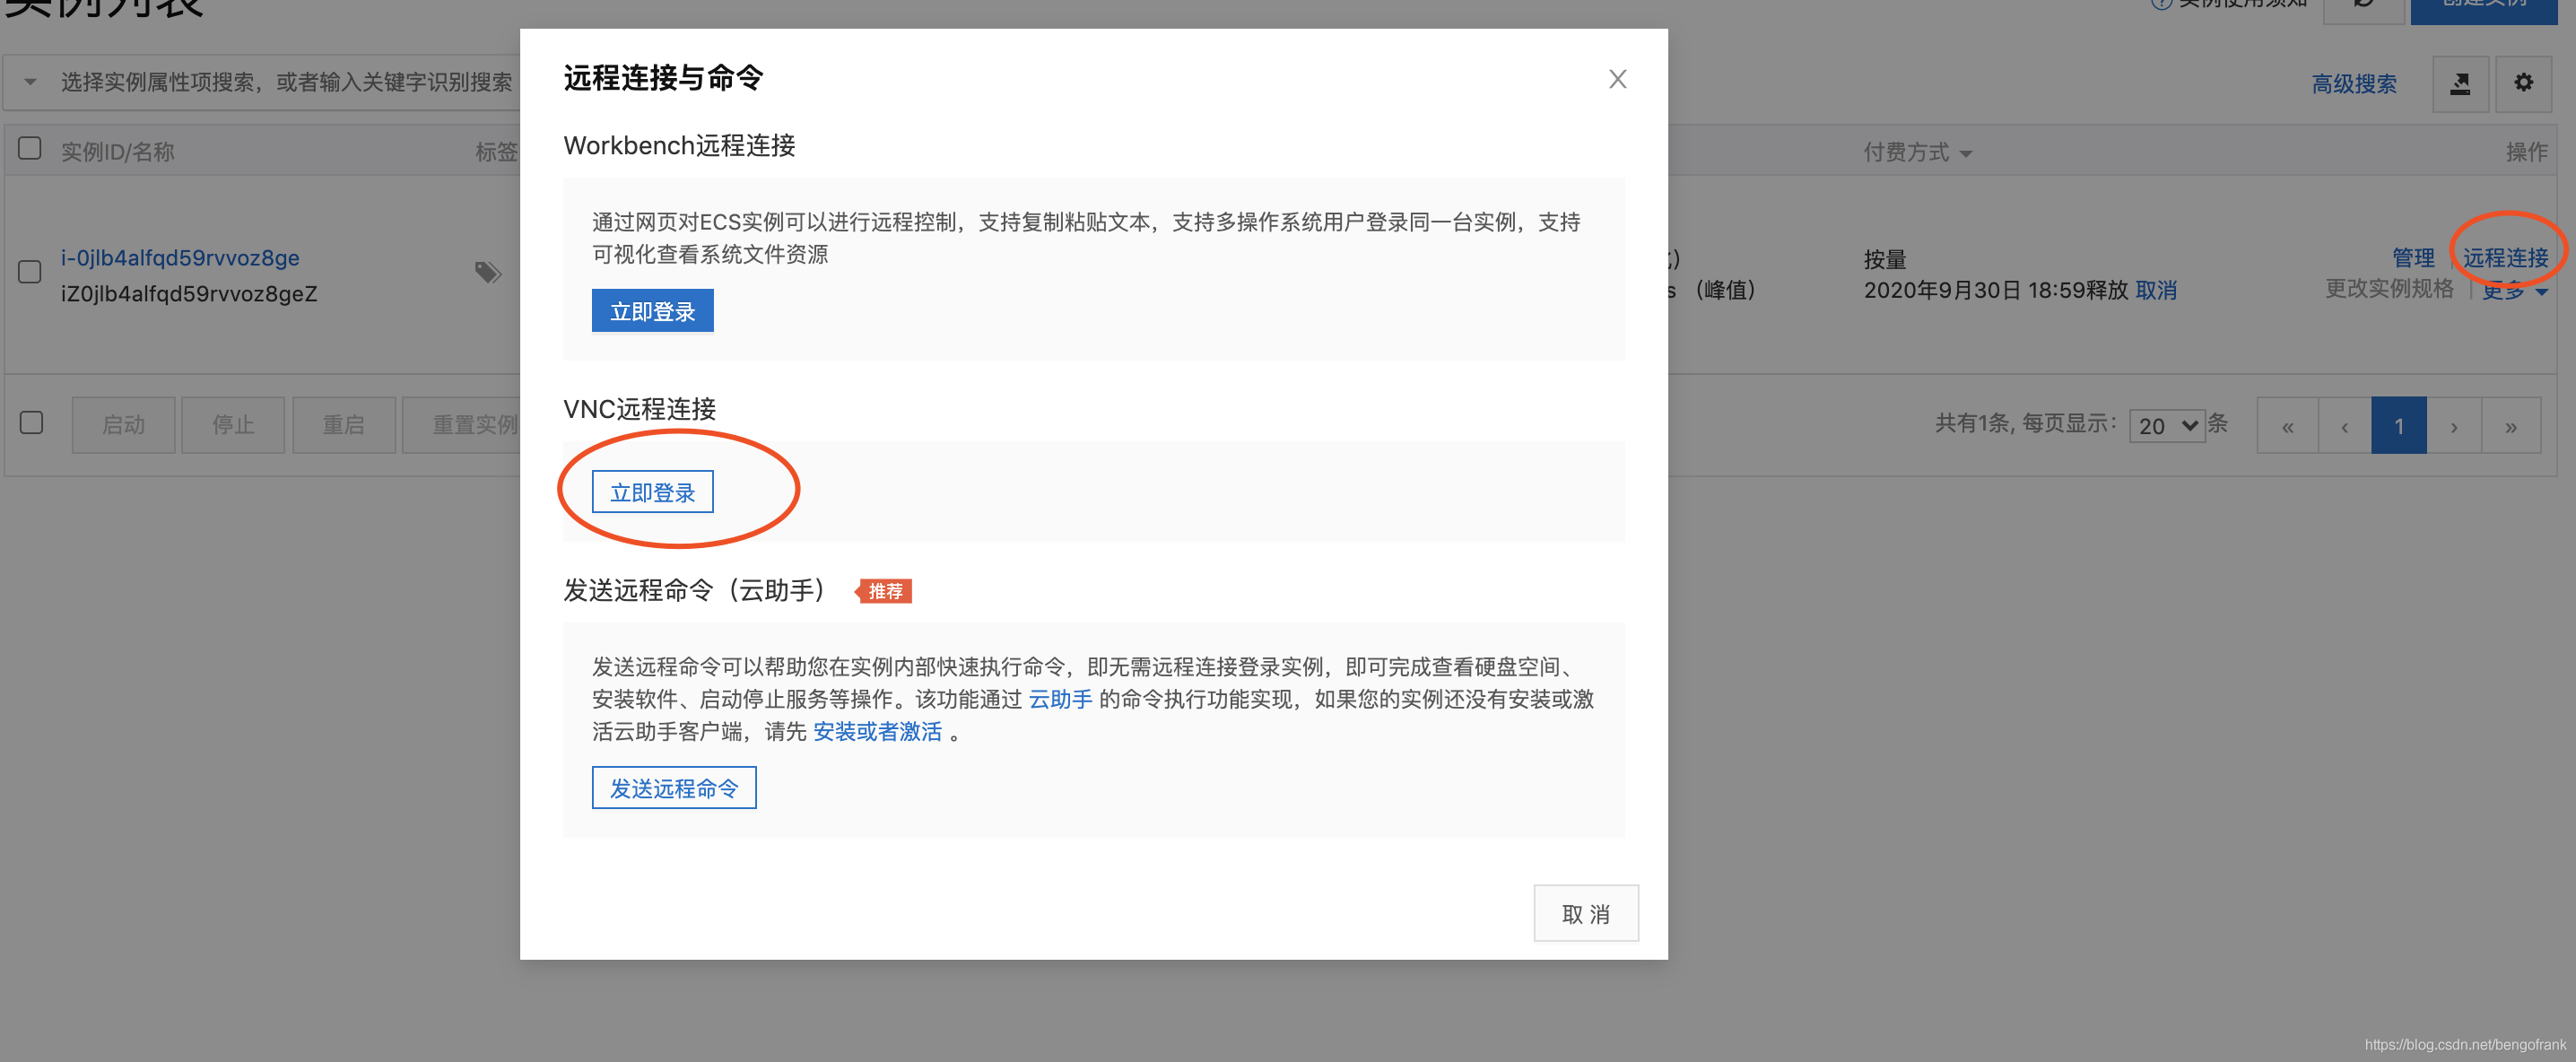 实例列表
实例使用须知
创建实例
选择实例属性项搜索，或者输入关键字识别搜索
高级搜索
实例ID/名称
标签
付费方式
操作
i-0jlb4alfqd59rvvoz8ge
iZ0jlb4alfqd59rvvoz8geZ
s （峰值）
按量
2020年9月30日 18:59释放 取消
管理
远程连接
更改实例规格
更多
启动
停止
重启
重置实例
共有1条, 每页显示：
20
条
«
‹
1
›
»
远程连接与命令
Workbench远程连接
通过网页对ECS实例可以进行远程控制，支持复制粘贴文本，支持多操作系统用户登录同一台实例，支持
可视化查看系统文件资源
立即登录
VNC远程连接
立即登录
发送远程命令（云助手）
推荐
发送远程命令可以帮助您在实例内部快速执行命令，即无需远程连接登录实例，即可完成查看硬盘空间、
安装软件、启动停止服务等操作。该功能通过 云助手 的命令执行功能实现，如果您的实例还没有安装或激
活云助手客户端，请先 安装或者激活 。
发送远程命令
取 消
https://blog.csdn.net/bengofrank